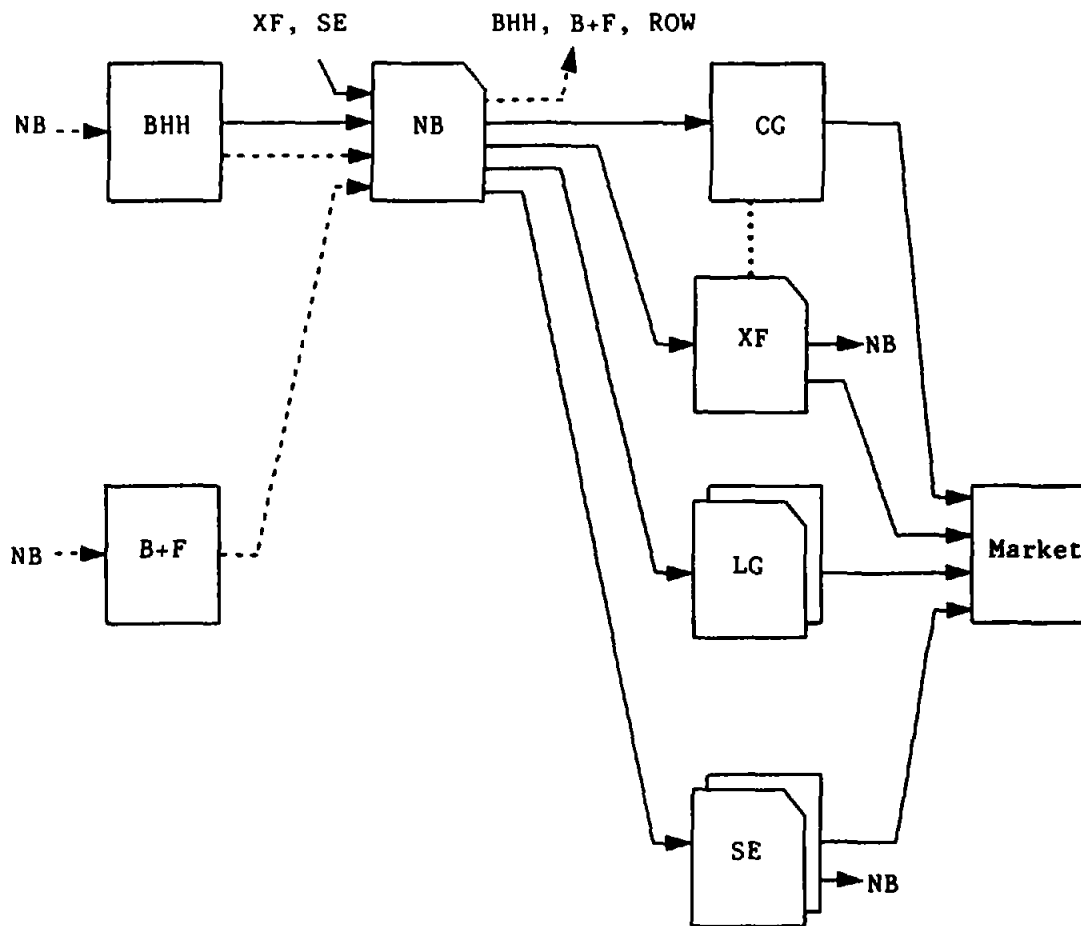 XF, SE
BHH, B+F, ROW
NB
BHH
NB
CG
XF
NB
NB
B+F
LG
Market
SE
NB